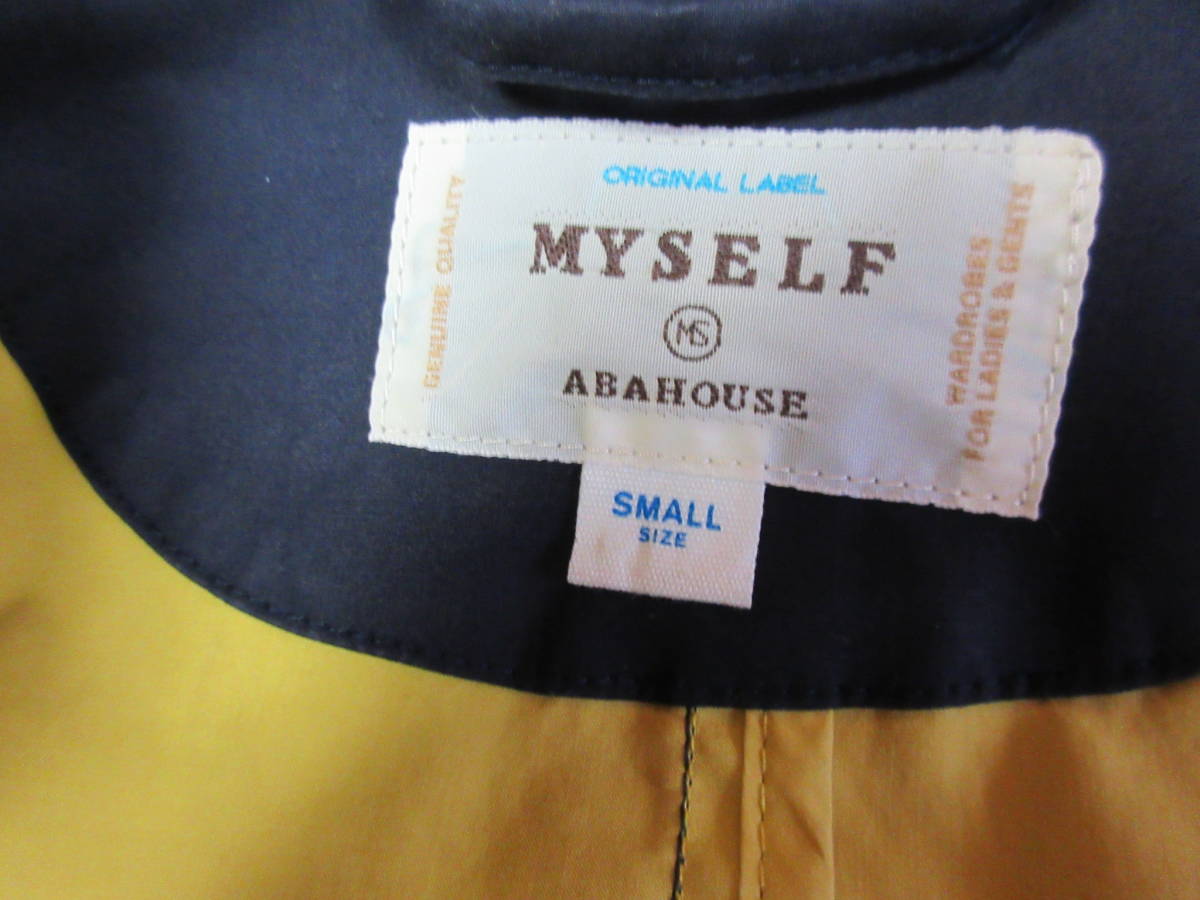 ORIGINAL LABEL
GENUINE QUALITY
MYSELF
MS
ABAHOUSE
WARDROBES
FOR LADIES & GENTS
SMALL
SIZE